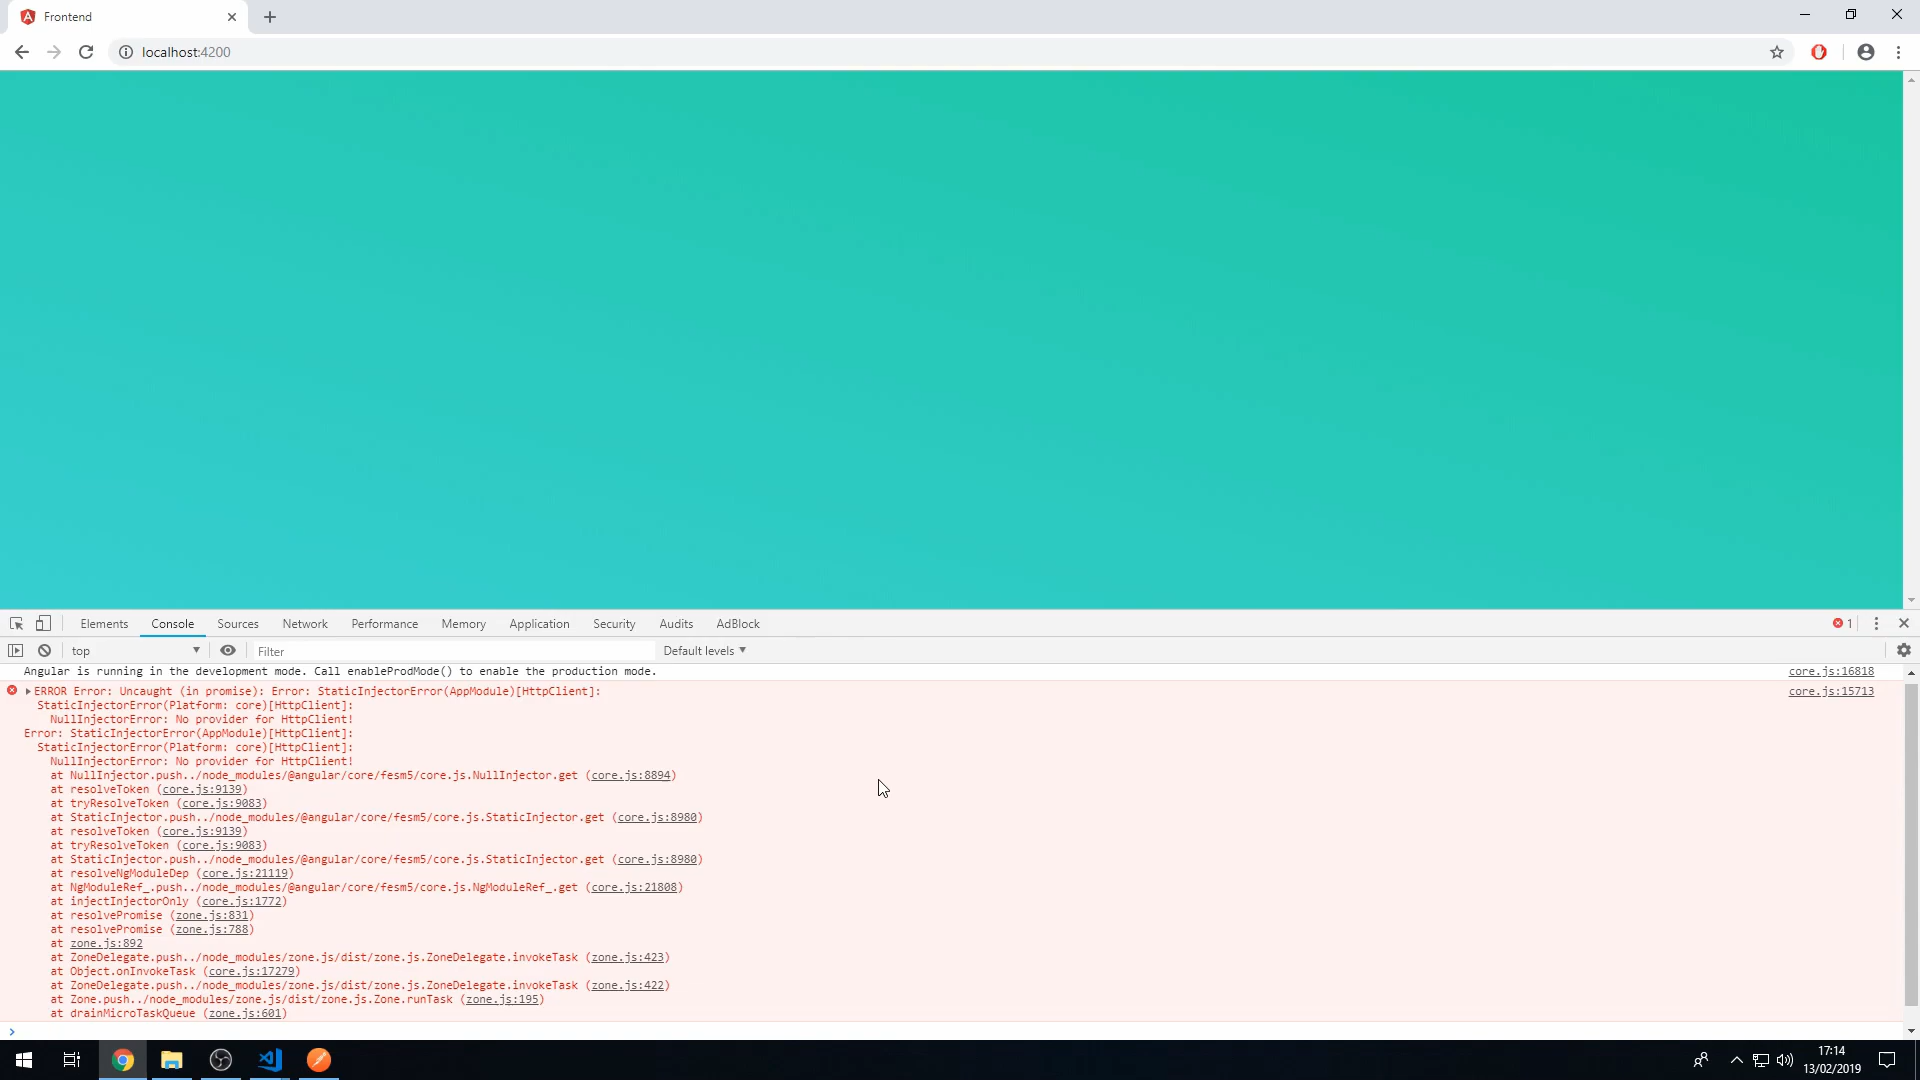 Frontend
localhost:4200
Elements Console Sources Network Performance Memory Application Security Audits AdBlock 1
top Filter Default levels
Angular is running in the development mode. Call enableProdMode() to enable the production mode. core.js:16818
ERROR Error: Uncaught (in promise): Error: StaticInjectorError(AppModule)[HttpClient]: core.js:15713
StaticInjectorError(Platform: core)[HttpClient]:
NullInjectorError: No provider for HttpClient!
Error: StaticInjectorError(AppModule)[HttpClient]:
StaticInjectorError(Platform: core)[HttpClient]:
NullInjectorError: No provider for HttpClient!
at NullInjector.push../node_modules/@angular/core/fesm5/core.js.NullInjector.get (core.js:8894)
at resolveToken (core.js:9139)
at tryResolveToken (core.js:9083)
at StaticInjector.push../node_modules/@angular/core/fesm5/core.js.StaticInjector.get (core.js:8980)
at resolveToken (core.js:9139)
at tryResolveToken (core.js:9083)
at StaticInjector.push../node_modules/@angular/core/fesm5/core.js.StaticInjector.get (core.js:8980)
at resolveNgModuleDep (core.js:21119)
at NgModuleRef_.push../node_modules/@angular/core/fesm5/core.js.NgModuleRef_.get (core.js:21808)
at injectInjectorOnly (core.js:1772)
at resolvePromise (zone.js:831)
at resolvePromise (zone.js:788)
at zone.js:892
at ZoneDelegate.push../node_modules/zone.js/dist/zone.js.ZoneDelegate.invokeTask (zone.js:423)
at Object.onInvokeTask (core.js:17279)
at ZoneDelegate.push../node_modules/zone.js/dist/zone.js.ZoneDelegate.invokeTask (zone.js:422)
at Zone.push../node_modules/zone.js/dist/zone.js.Zone.runTask (zone.js:195)
at drainMicroTaskQueue (zone.js:601)
17:14
13/02/2019